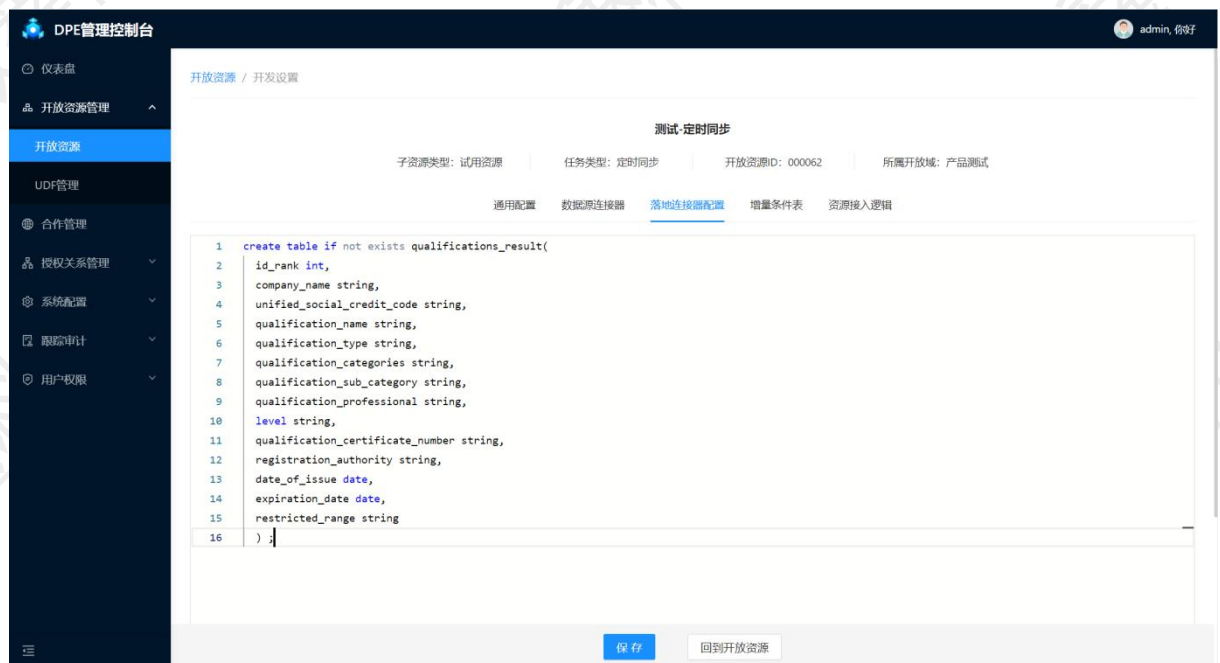 DPE管理控制台
admin, 你好
仪表盘
开放资源管理
开放资源
UDF管理
合作管理
授权关系管理
系统配置
跟踪审计
用户权限
开放资源 / 开发设置
测试-定时同步
子资源类型: 试用资源 任务类型: 定时同步 开放资源ID: 000062 所属开放域: 产品测试
通用配置 数据源连接器 落地连接器配置 增量条件表 资源接入逻辑
1 create table if not exists qualifications_result(
2 id_rank int,
3 company_name string,
4 unified_social_credit_code string,
5 qualification_name string,
6 qualification_type string,
7 qualification_categories string,
8 qualification_sub_category string,
9 qualification_professional string,
10 level string,
11 qualification_certificate_number string,
12 registration_authority string,
13 date_of_issue date,
14 expiration_date date,
15 restricted_range string
16 ) ;
保存 回到开放资源